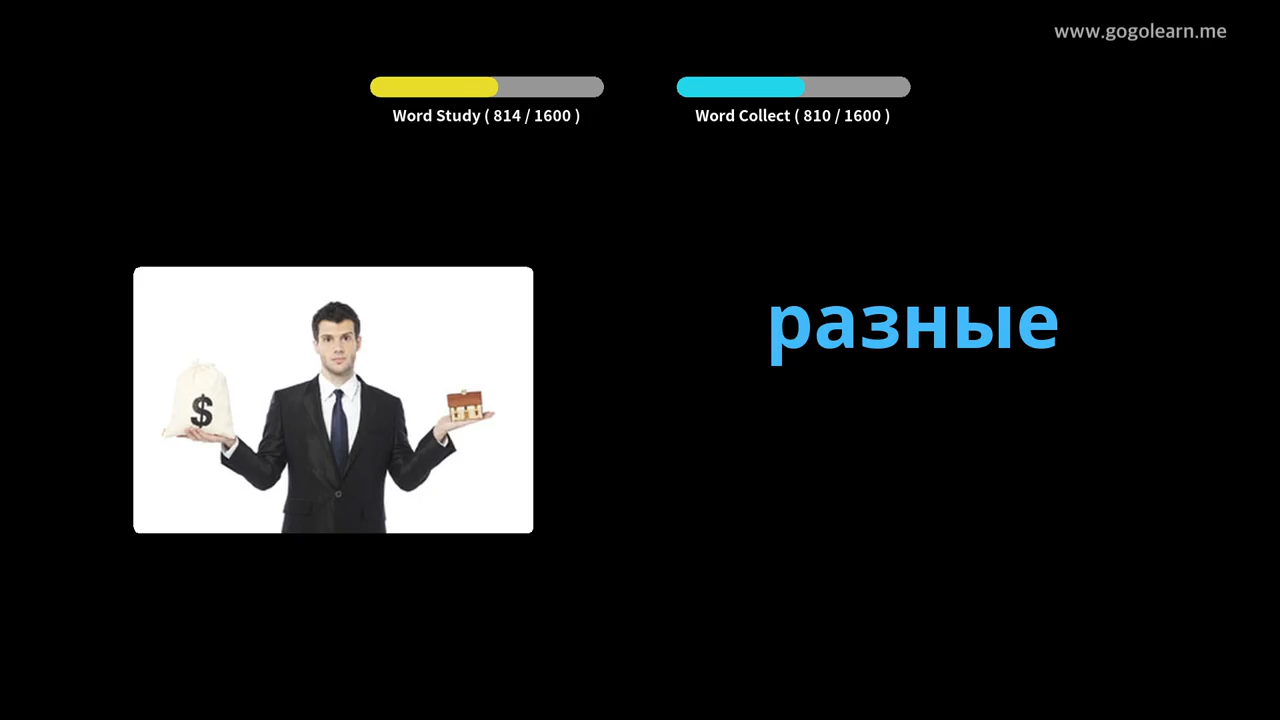 www.gogolearn.me
Word Study ( 814 / 1600 )
Word Collect ( 810 / 1600 )
разные
$